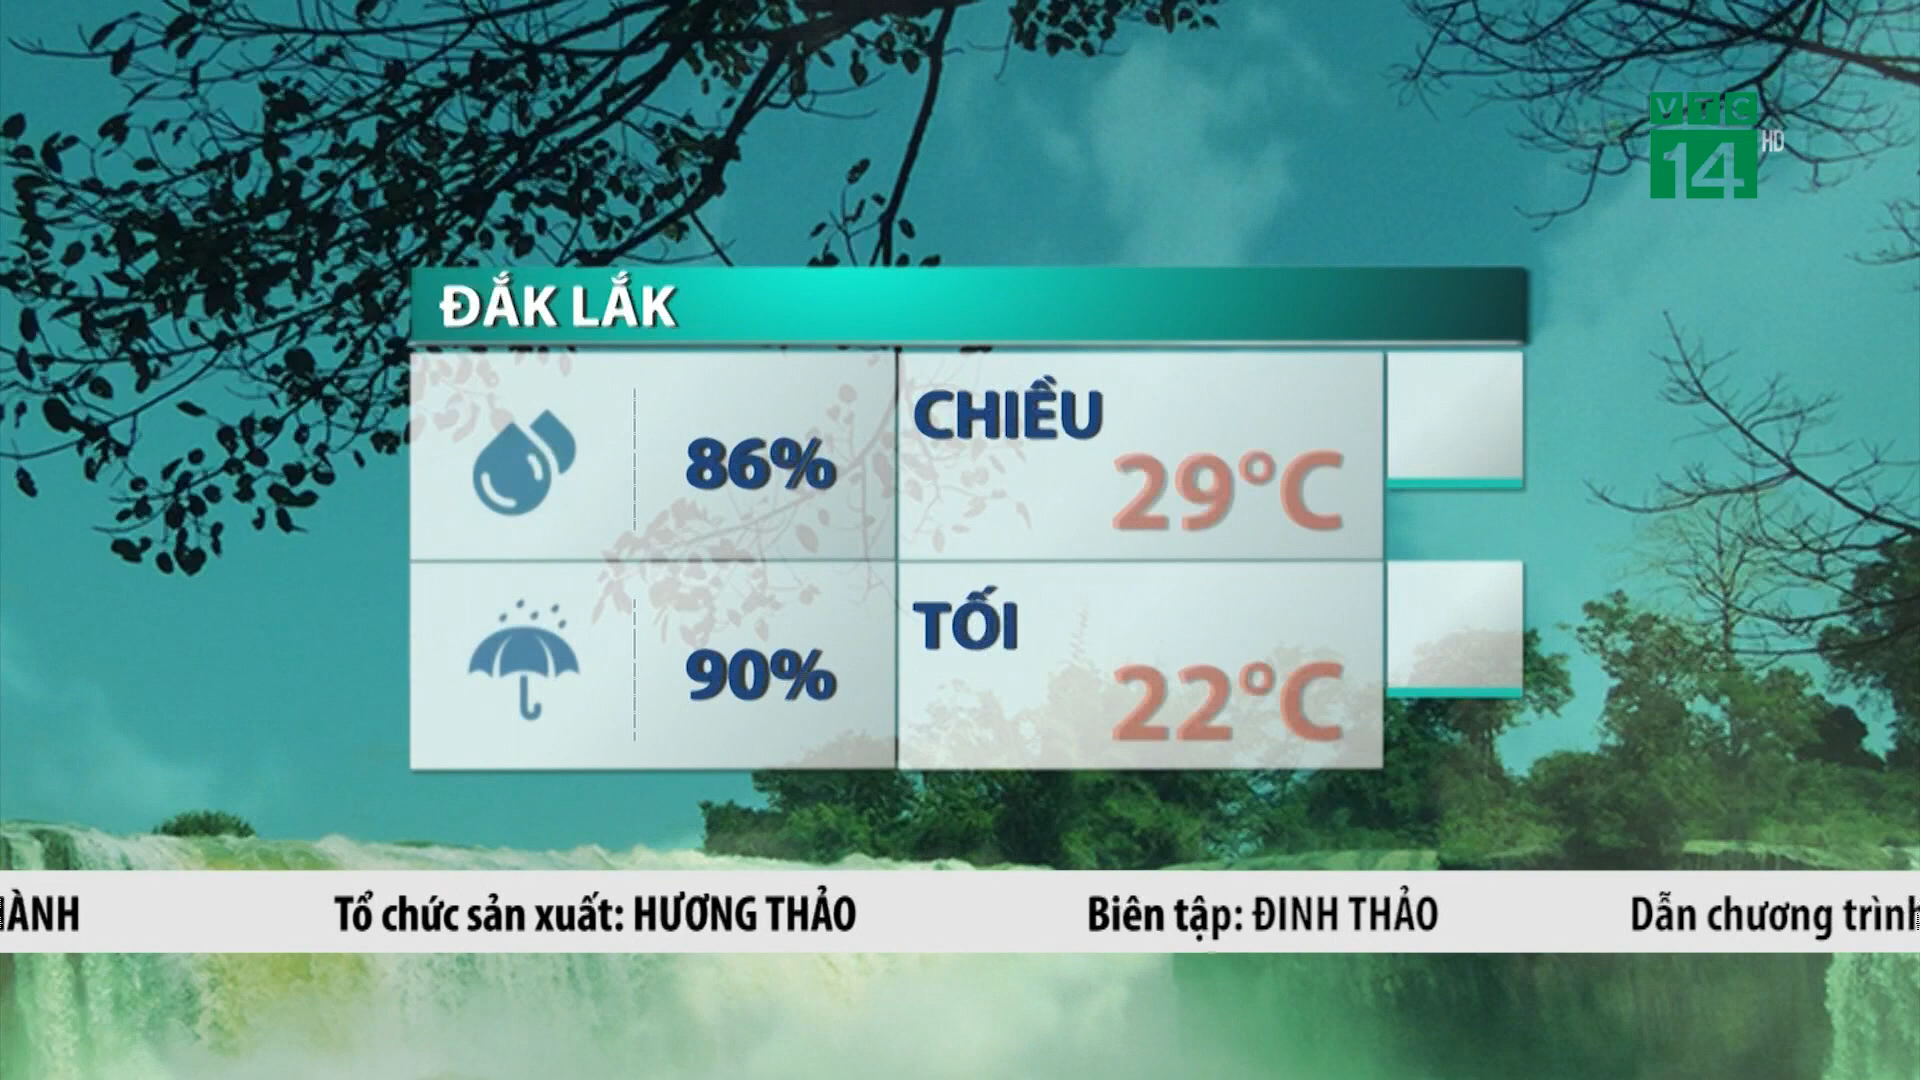 VTC
14 HD
ĐẮK LẮK
86%
CHIỀU
29°C
90%
TỐI
22°C
Tổ chức sản xuất: HƯƠNG THẢO
Biên tập: ĐINH THẢO
Dẫn chương trình